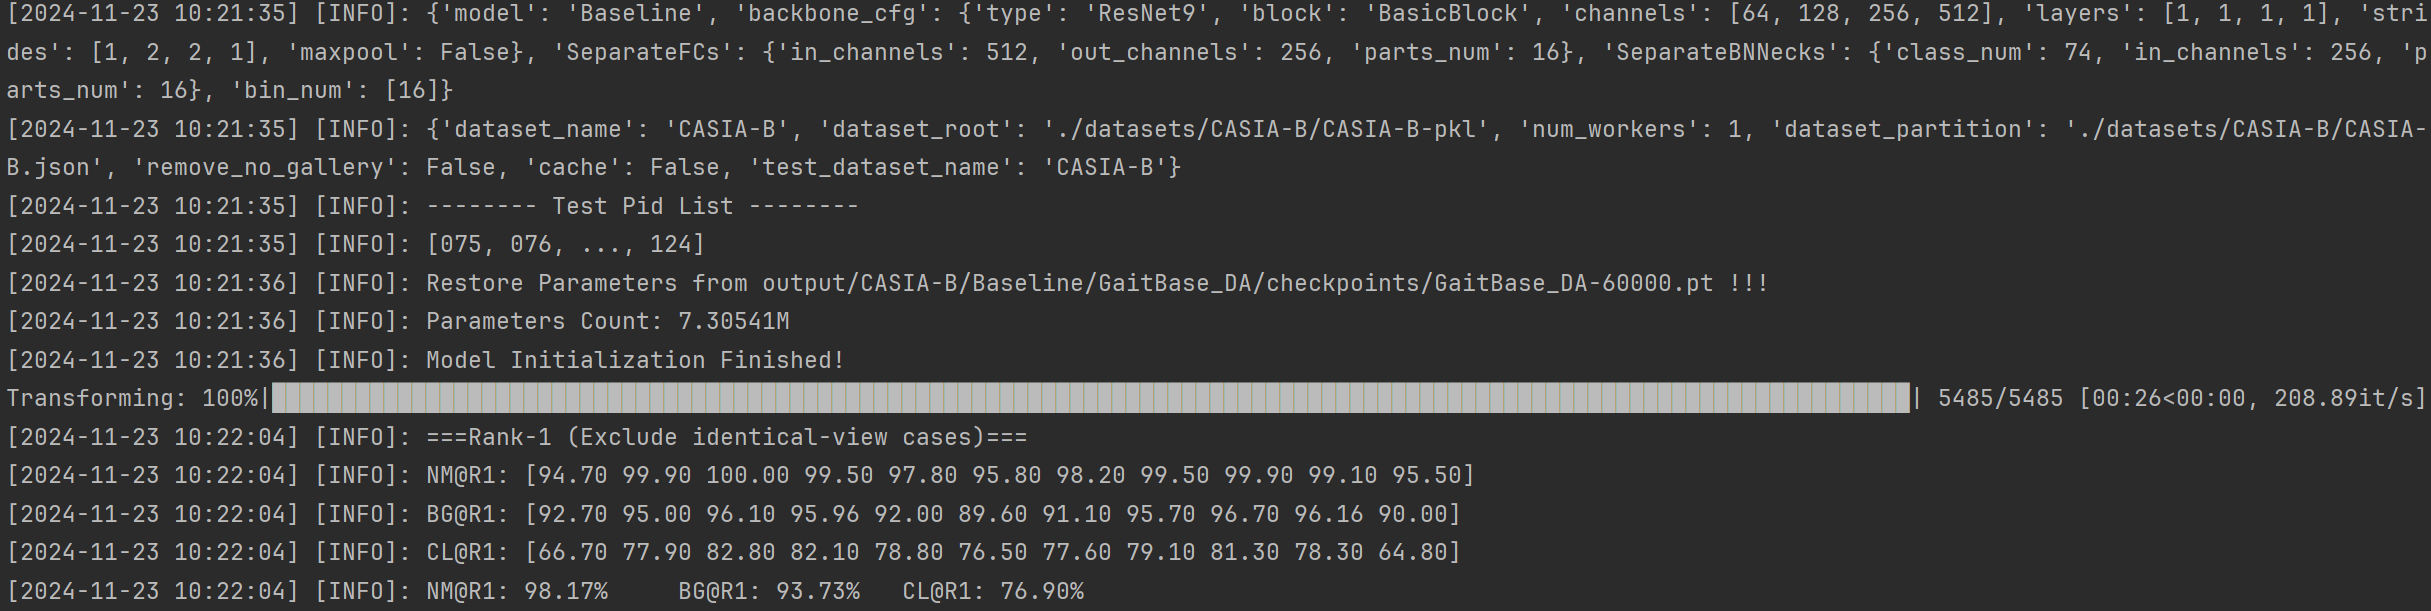 [2024-11-23 10:21:35] [INFO]: {'model': 'Baseline', 'backbone_cfg': {'type': 'ResNet9', 'block': 'BasicBlock', 'channels': [64, 128, 256, 512], 'layers': [1, 1, 1, 1], 'stri
des': [1, 2, 2, 1], 'maxpool': False}, 'SeparateFCs': {'in_channels': 512, 'out_channels': 256, 'parts_num': 16}, 'SeparateBNNecks': {'class_num': 74, 'in_channels': 256, 'p
arts_num': 16}, 'bin_num': [16]}
[2024-11-23 10:21:35] [INFO]: {'dataset_name': 'CASIA-B', 'dataset_root': './datasets/CASIA-B/CASIA-B-pkl', 'num_workers': 1, 'dataset_partition': './datasets/CASIA-B/CASIA-
B.json', 'remove_no_gallery': False, 'cache': False, 'test_dataset_name': 'CASIA-B'}
[2024-11-23 10:21:35] [INFO]: -------- Test Pid List --------
[2024-11-23 10:21:35] [INFO]: [075, 076, ..., 124]
[2024-11-23 10:21:36] [INFO]: Restore Parameters from output/CASIA-B/Baseline/GaitBase_DA/checkpoints/GaitBase_DA-60000.pt !!!
[2024-11-23 10:21:36] [INFO]: Parameters Count: 7.30541M
[2024-11-23 10:21:36] [INFO]: Model Initialization Finished!
Transforming: 100%| | 5485/5485 [00:26<00:00, 208.89it/s]
[2024-11-23 10:22:04] [INFO]: ===Rank-1 (Exclude identical-view cases)===
[2024-11-23 10:22:04] [INFO]: NM@R1: [94.70 99.90 100.00 99.50 97.80 95.80 98.20 99.50 99.90 99.10 95.50]
[2024-11-23 10:22:04] [INFO]: BG@R1: [92.70 95.00 96.10 95.96 92.00 89.60 91.10 95.70 96.70 96.16 90.00]
[2024-11-23 10:22:04] [INFO]: CL@R1: [66.70 77.90 82.80 82.10 78.80 76.50 77.60 79.10 81.30 78.30 64.80]
[2024-11-23 10:22:04] [INFO]: NM@R1: 98.17%     BG@R1: 93.73%   CL@R1: 76.90%